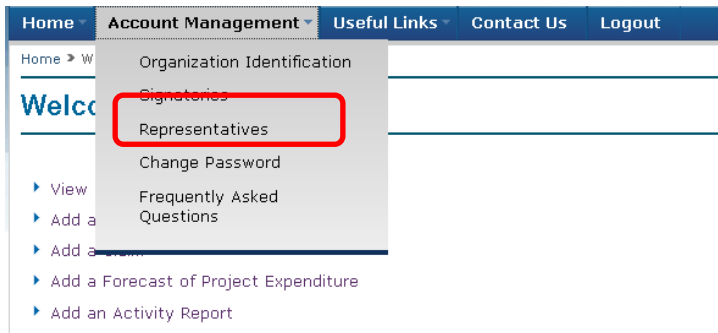 Home Account Management Useful Links Contact Us Logout
Home > W
Organization Identification
Welco
Signatories
Representatives
Change Password
View
Frequently Asked
Questions
Add a
Add a
Add a Forecast of Project Expenditure
Add an Activity Report